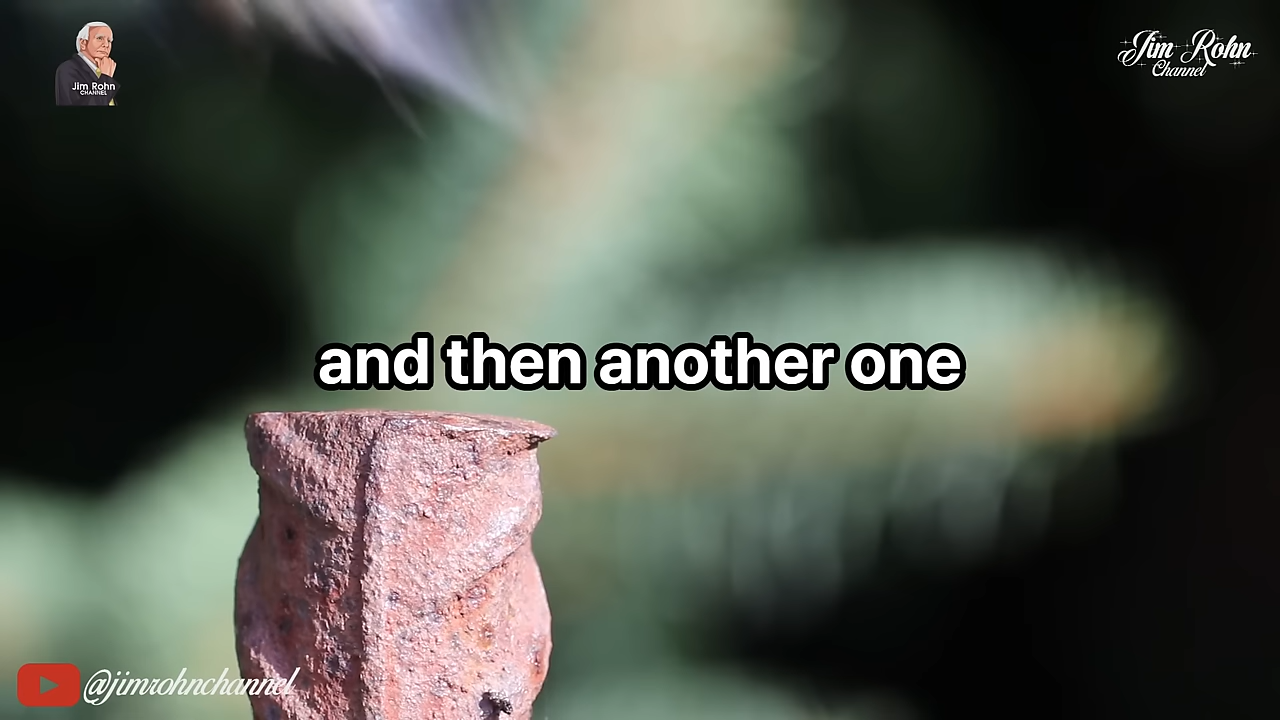 Jim Rohn
CHANNEL
Jim Rohn
Channel
and then another one
@jimrohnchannel